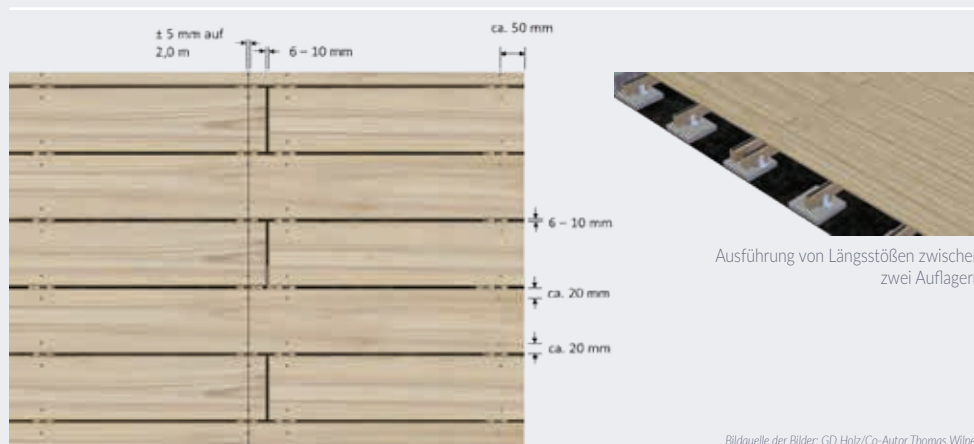 ± 5 mm auf
2,0 m
6 – 10 mm
ca. 50 mm
6 – 10 mm
ca. 20 mm
ca. 20 mm
Ausführung von Längsstößen zwischen
zwei Auflagern
Bildquelle der Bilder: GD Holz/Co-Autor Thomas